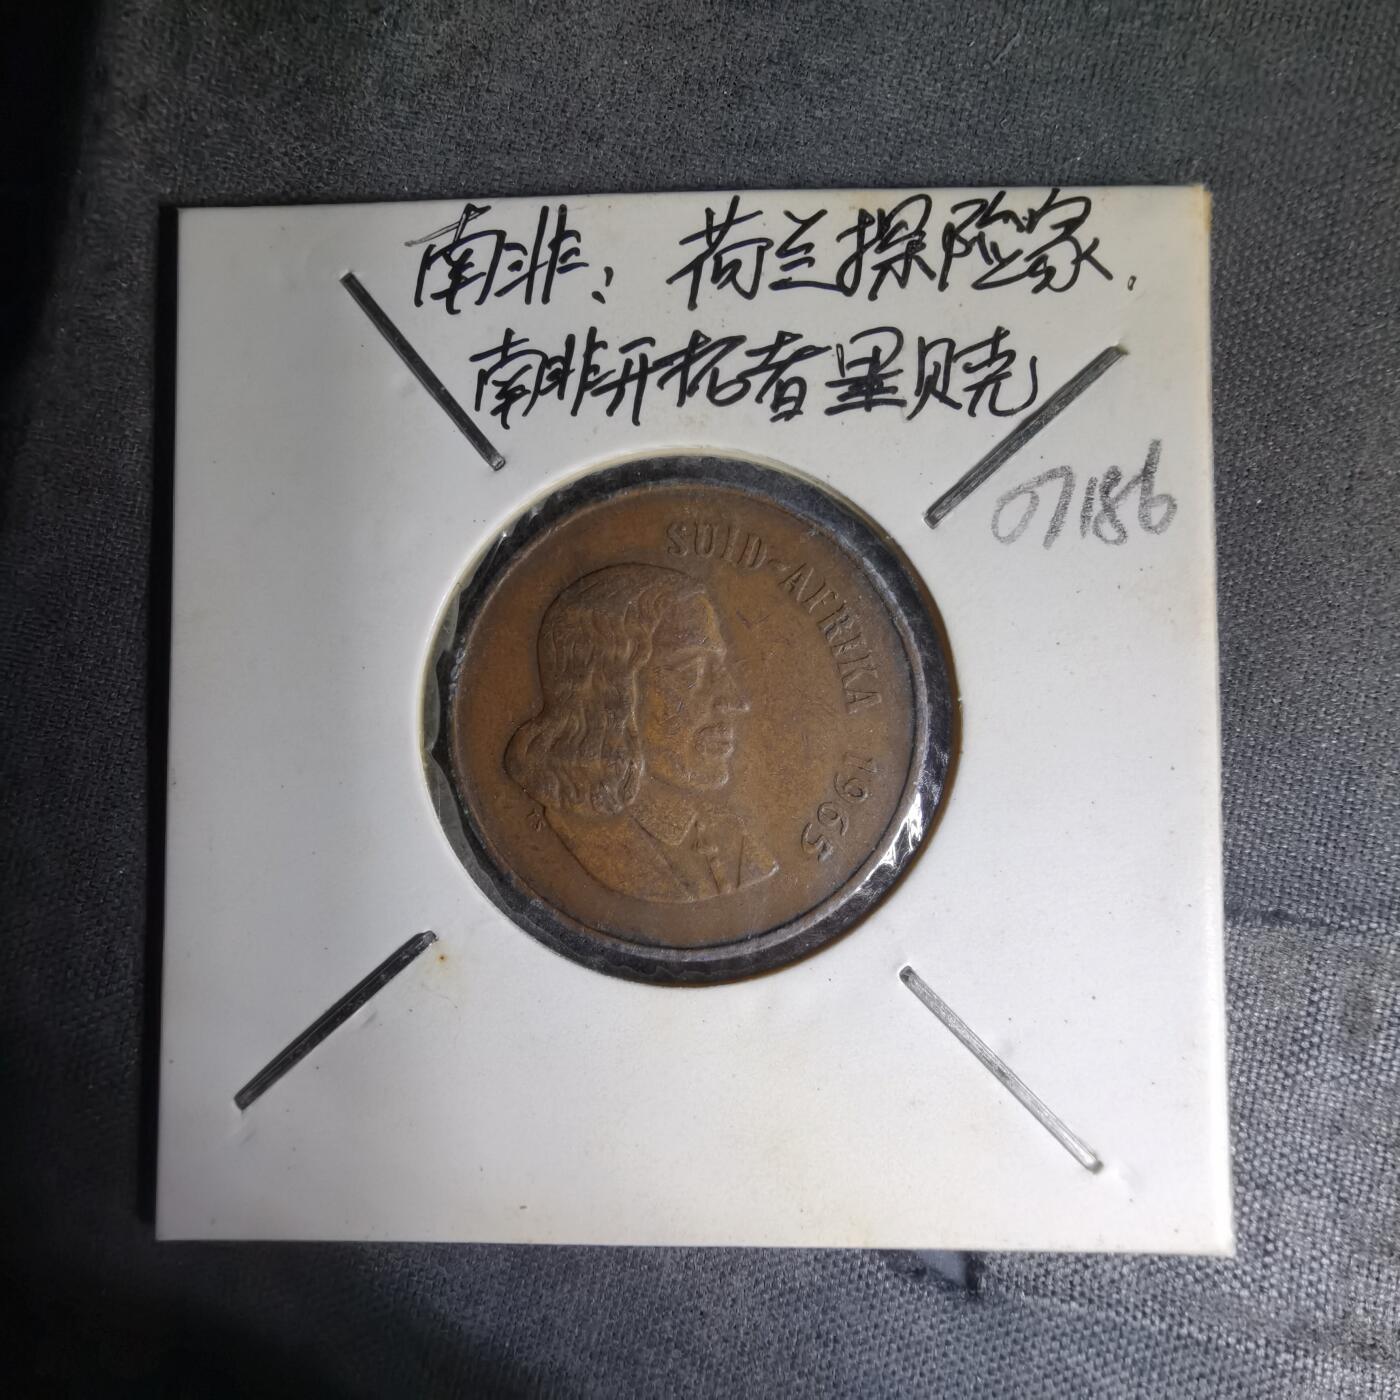 南非：荷兰探险家，
南非开拓者里贝克
07186
SUID-AFRIKA 1965
TS